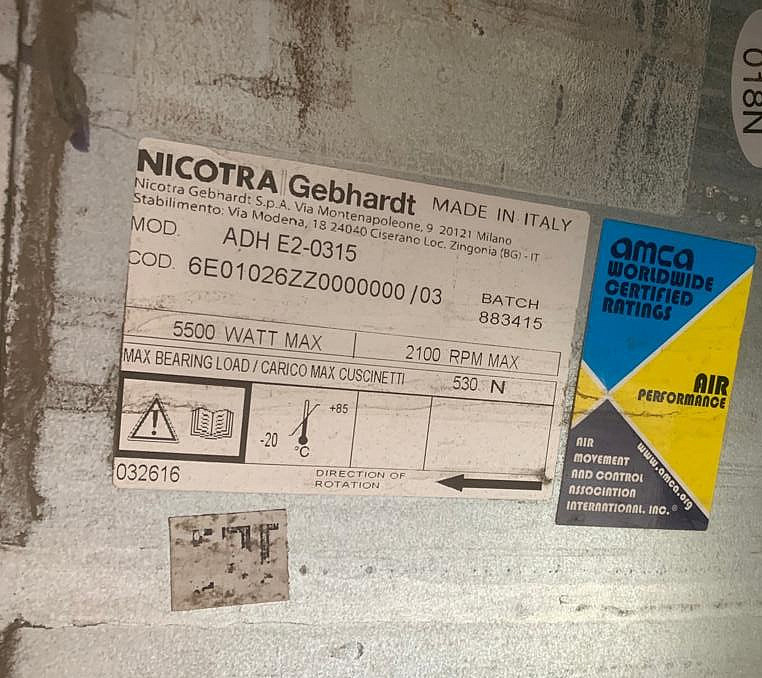 018N
NICOTRA Gebhardt MADE IN ITALY
Nicotra Gebhardt S.p.A. Via Montenapoleone, 9 20121 Milano
Stabilimento: Via Modena, 18 24040 Ciserano Loc. Zingonia (BG) - IT
MOD. ADH E2-0315
COD. 6E01026ZZ0000000/03
BATCH
883415
5500 WATT MAX
2100 RPM MAX
MAX BEARING LOAD / CARICO MAX CUSCINETTI 530 N
-20 +85
°C
032616
DIRECTION OF
ROTATION
amca
WORLDWIDE
CERTIFIED
RATINGS
AIR
PERFORMANCE
AIR
MOVEMENT
AND CONTROL
ASSOCIATION
INTERNATIONAL, INC.®
www.amca.org